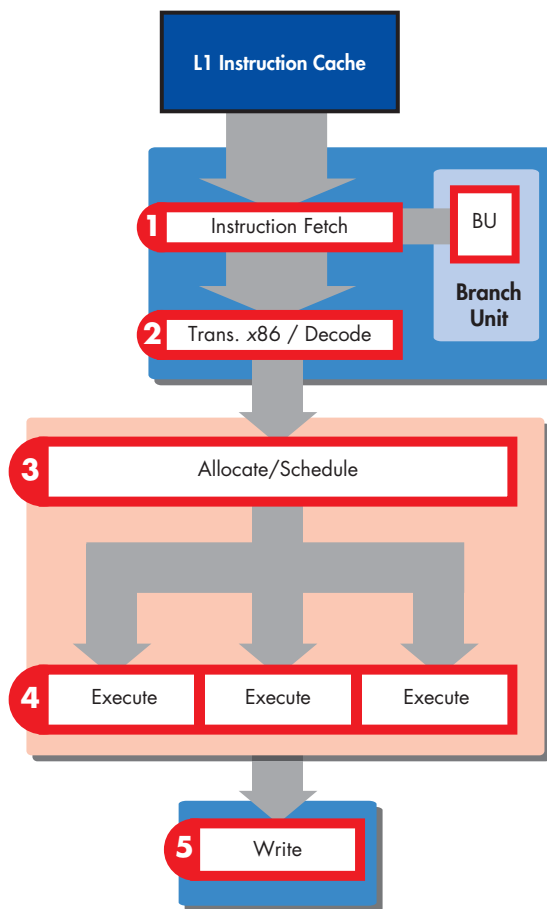 L1 Instruction Cache
1
Instruction Fetch
BU
Branch
Unit
2
Trans. x86 / Decode
3
Allocate/Schedule
4
Execute
Execute
Execute
5
Write